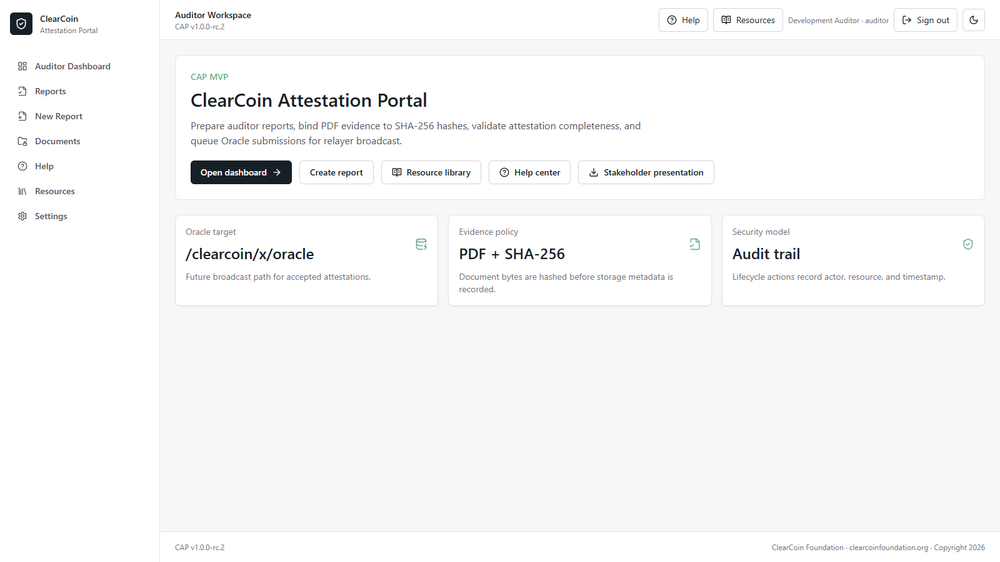 ClearCoin
Attestation Portal
Auditor Dashboard
Reports
New Report
Documents
Help
Resources
Settings
Auditor Workspace
CAP v1.0.0-rc.2
Help
Resources
Development Auditor · auditor
Sign out
CAP MVP
ClearCoin Attestation Portal
Prepare auditor reports, bind PDF evidence to SHA-256 hashes, validate attestation completeness, and
queue Oracle submissions for relayer broadcast.
Open dashboard
Create report
Resource library
Help center
Stakeholder presentation
Oracle target
/clearcoin/x/oracle
Future broadcast path for accepted attestations.
Evidence policy
PDF + SHA-256
Document bytes are hashed before storage metadata is
recorded.
Security model
Audit trail
Lifecycle actions record actor, resource, and timestamp.
CAP v1.0.0-rc.2
ClearCoin Foundation · clearcoinfoundation.org · Copyright 2026